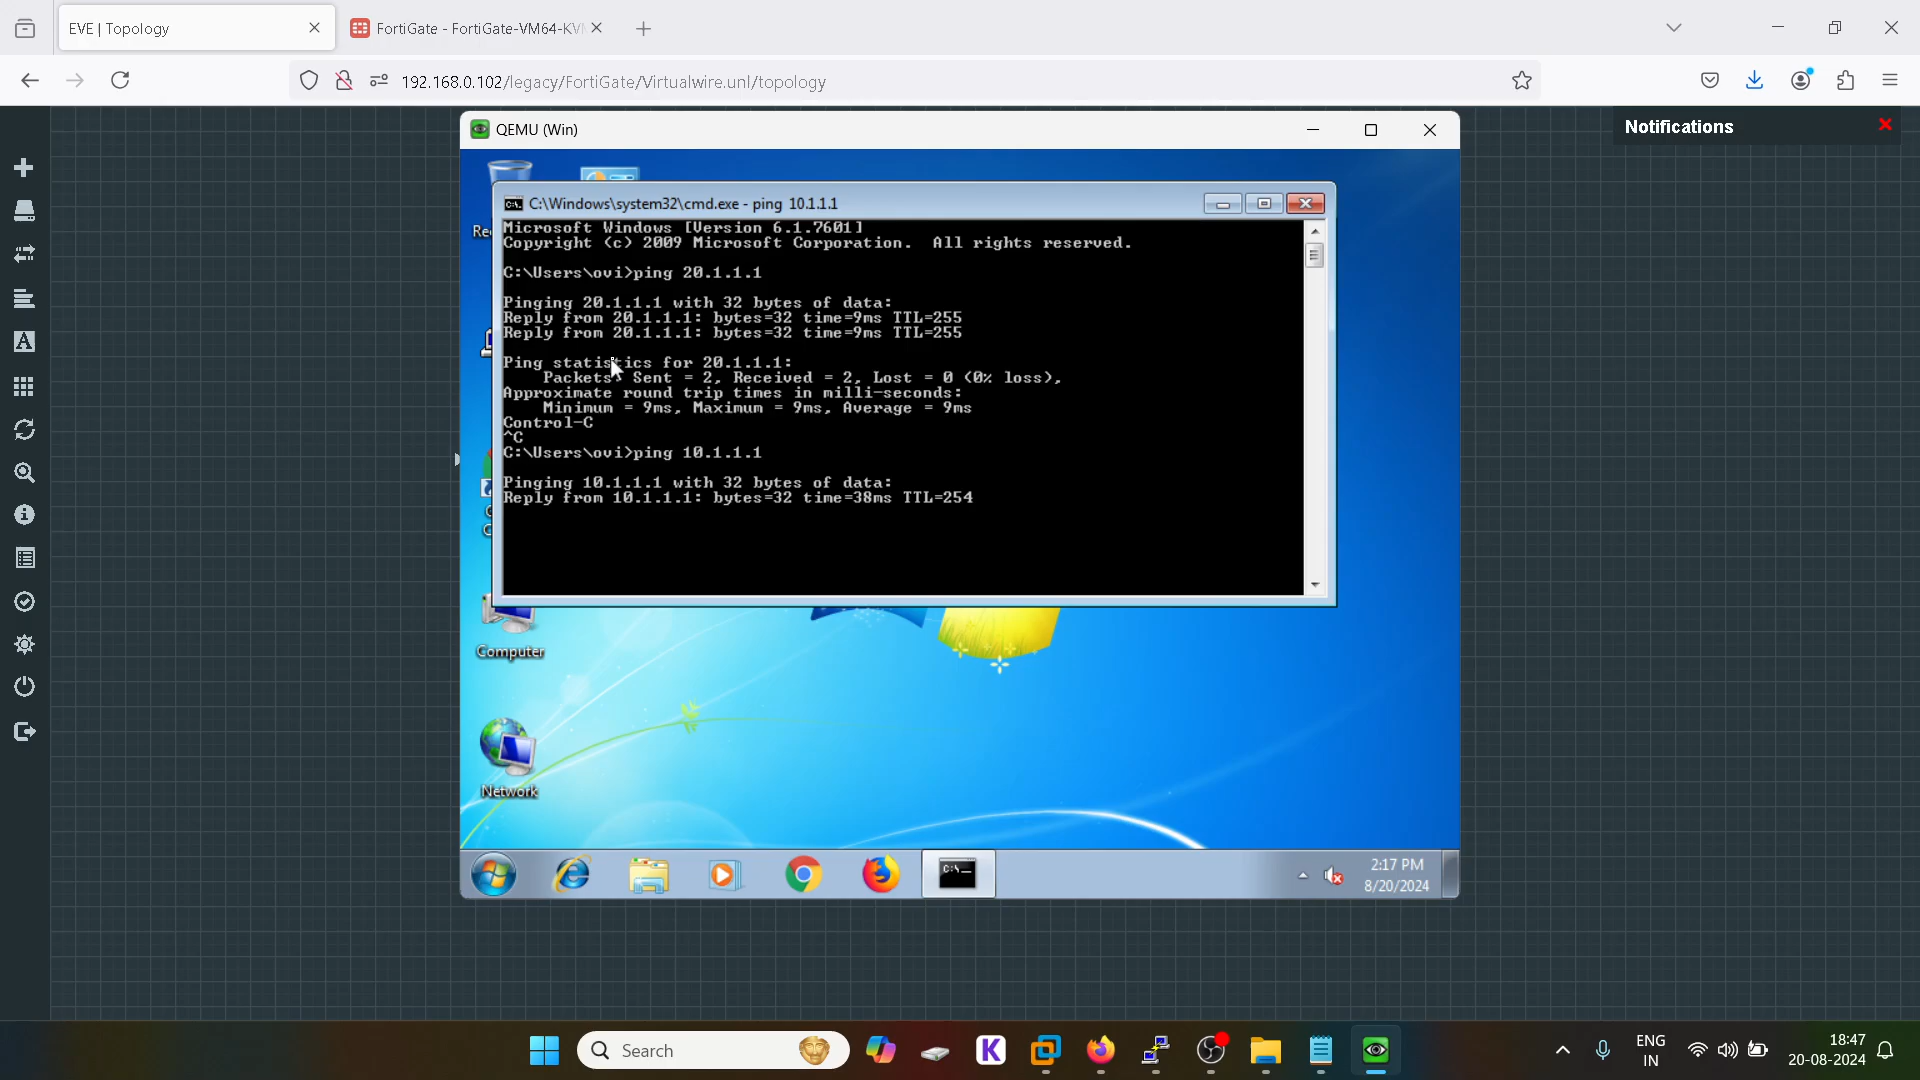 EVE | Topology
FortiGate - FortiGate-VM64-KV
192.168.0.102/legacy/FortiGate/Virtualwire.unl/topology
QEMU (Win)
Notifications
C:\Windows\system32\cmd.exe - ping 10.1.1.1
Microsoft Windows [Version 6.1.7601]
Copyright (c) 2009 Microsoft Corporation. All rights reserved.
C:\Users\ovi>ping 20.1.1.1
Pinging 20.1.1.1 with 32 bytes of data:
Reply from 20.1.1.1: bytes=32 time=9ms TTL=255
Reply from 20.1.1.1: bytes=32 time=9ms TTL=255
Ping statistics for 20.1.1.1:
Packets: Sent = 2, Received = 2, Lost = 0 (0% loss),
Approximate round trip times in milli-seconds:
Minimum = 9ms, Maximum = 9ms, Average = 9ms
Control-C
^C
C:\Users\ovi>ping 10.1.1.1
Pinging 10.1.1.1 with 32 bytes of data:
Reply from 10.1.1.1: bytes=32 time=38ms TTL=254
Computer
Network
2:17 PM
8/20/2024
Search
ENG
IN
18:47
20-08-2024